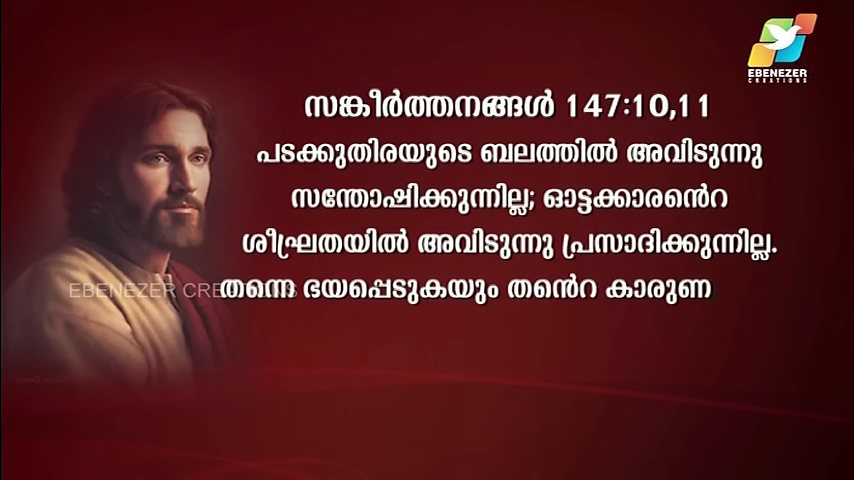 EBENEZER
CREATIONS
സങ്കീർത്തനങ്ങൾ 147:10,11
പടക്കുതിരയുടെ ബലത്തിൽ അവിടുന്നു
സന്തോഷിക്കുന്നില്ല; ഓട്ടക്കാരൻെറ
ശീഘ്രതയിൽ അവിടുന്നു പ്രസാദിക്കുന്നില്ല.
തന്നെ ഭയപ്പെടുകയും തൻെറ കാരുണ
EBENEZER CREATIONS